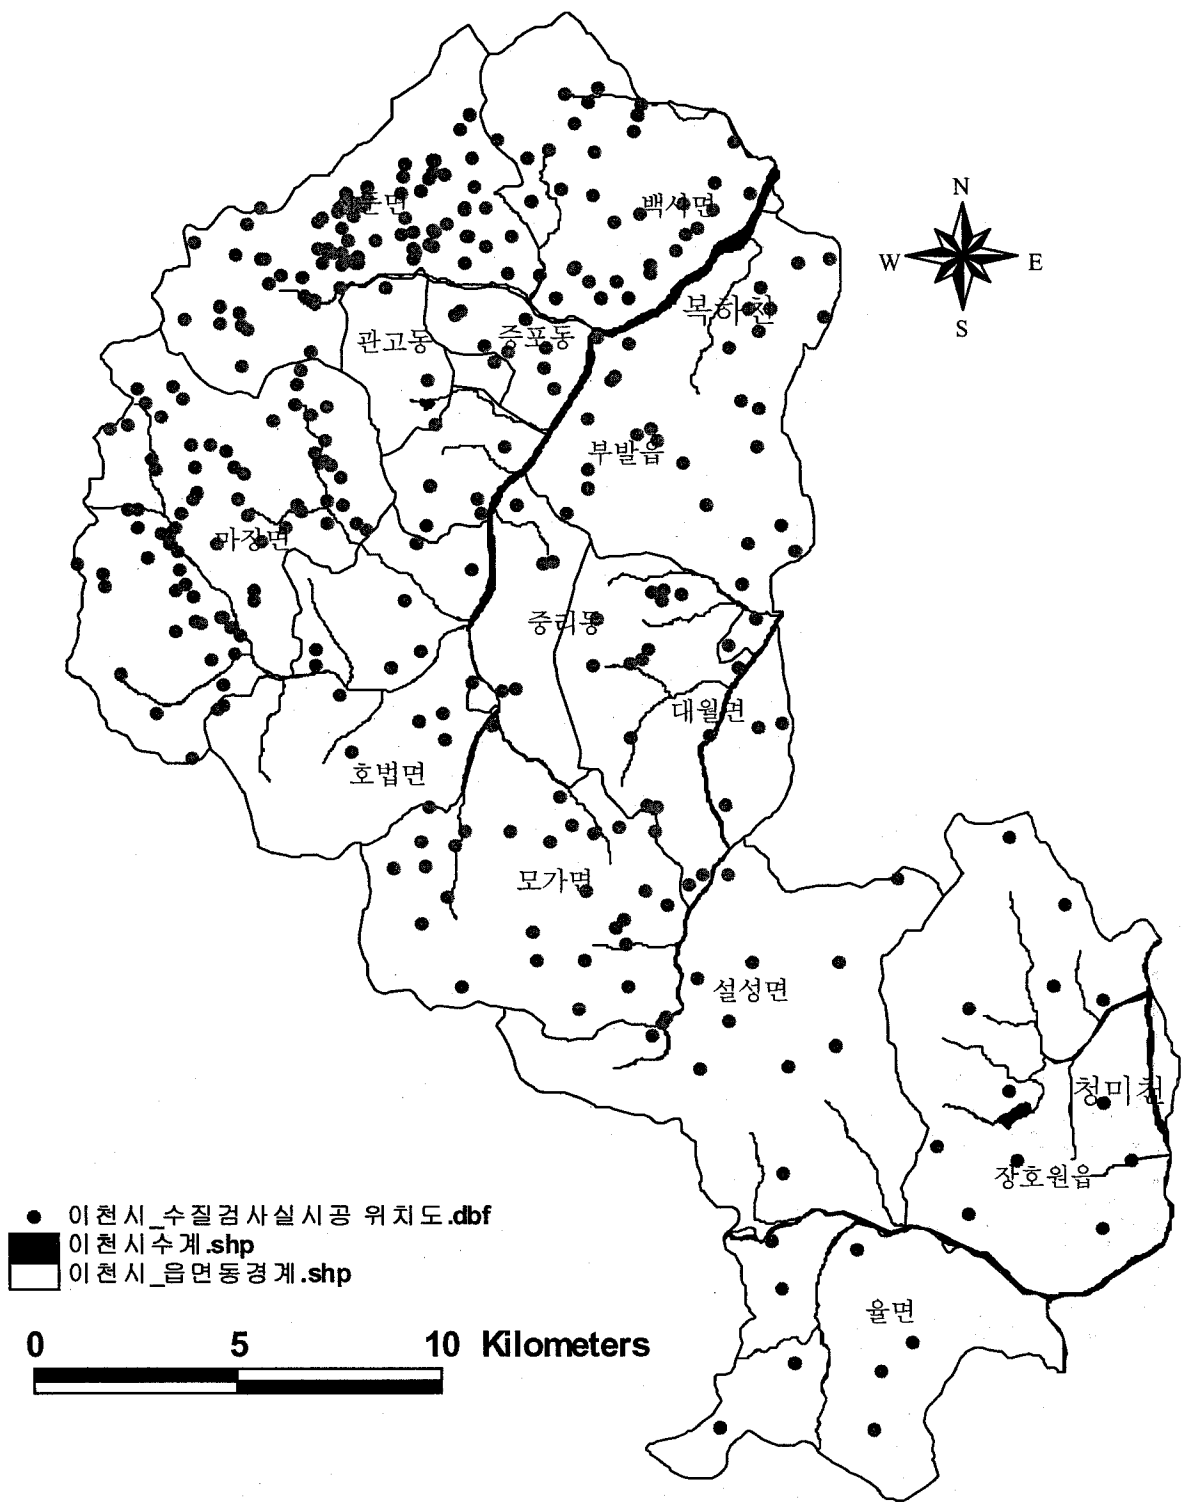 N
W
E
S
둔면
백사면
복하천
관고동
증포동
부발읍
마장면
중리동
대월면
호법면
모가면
설성면
청미천
장호원읍
율면
이천시_수질검사실시공 위치도.dbf
이천시수계.shp
이천시_읍면동경계.shp
0 5 10 Kilometers